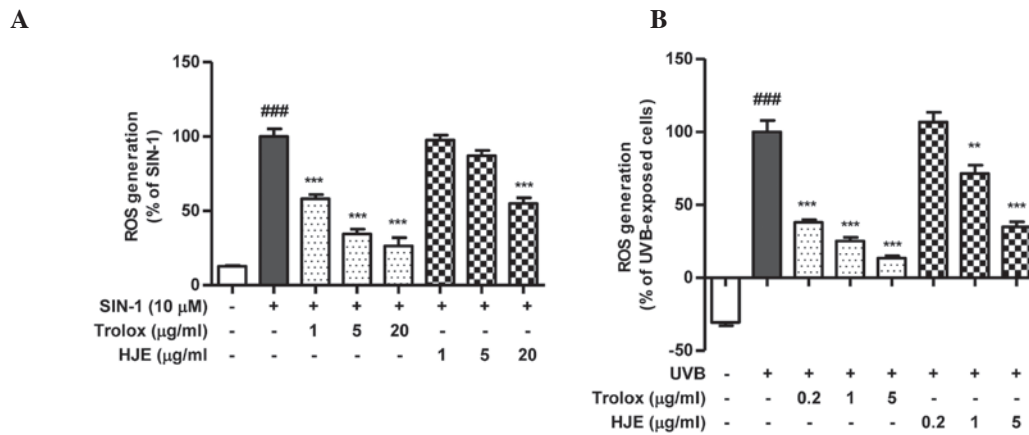 A
ROS generation
(% of SIN-1)
150
100
50
0
###
***
***
***
***
SIN-1 (10 μM) - + + + + + + +
Trolox (μg/ml) - - 1 5 20 - - -
HJE (μg/ml - - - - - 1 5 20
B
ROS generation
(% of UVB-exposed cells)
150
100
50
0
-50
###
***
***
***
**
***
UVB - + + + + + + +
Trolox (μg/ml) - - 0.2 1 5 - - -
HJE (μg/ml) - - - - - 0.2 1 5